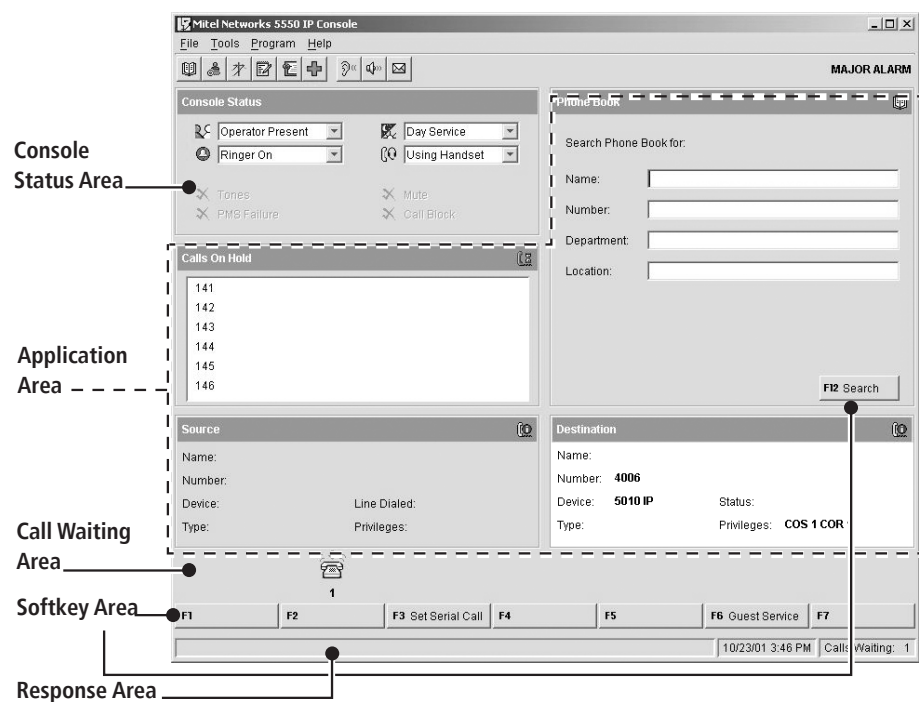 Mitel Networks 5550 IP Console
File Tools Program Help
MAJOR ALARM
Console Status
Operator Present
Day Service
Ringer On
Using Handset
Tones
Mute
PMS Failure
Call Block
Phone Book
Search Phone Book for:
Name:
Number:
Department:
Location:
F12 Search
Calls On Hold
141
142
143
144
145
146
Source
Name:
Number:
Device:
Line Dialed:
Type:
Privileges:
Destination
Name:
Number: 4006
Device: 5010 IP
Status:
Type:
Privileges: COS 1 COR
1
F1
F2
F3 Set Serial Call
F4
F5
F6 Guest Service
F7
10/23/01 3:46 PM
Calls Waiting: 1
Console
Status Area
Application
Area
Call Waiting
Area
Softkey Area
Response Area